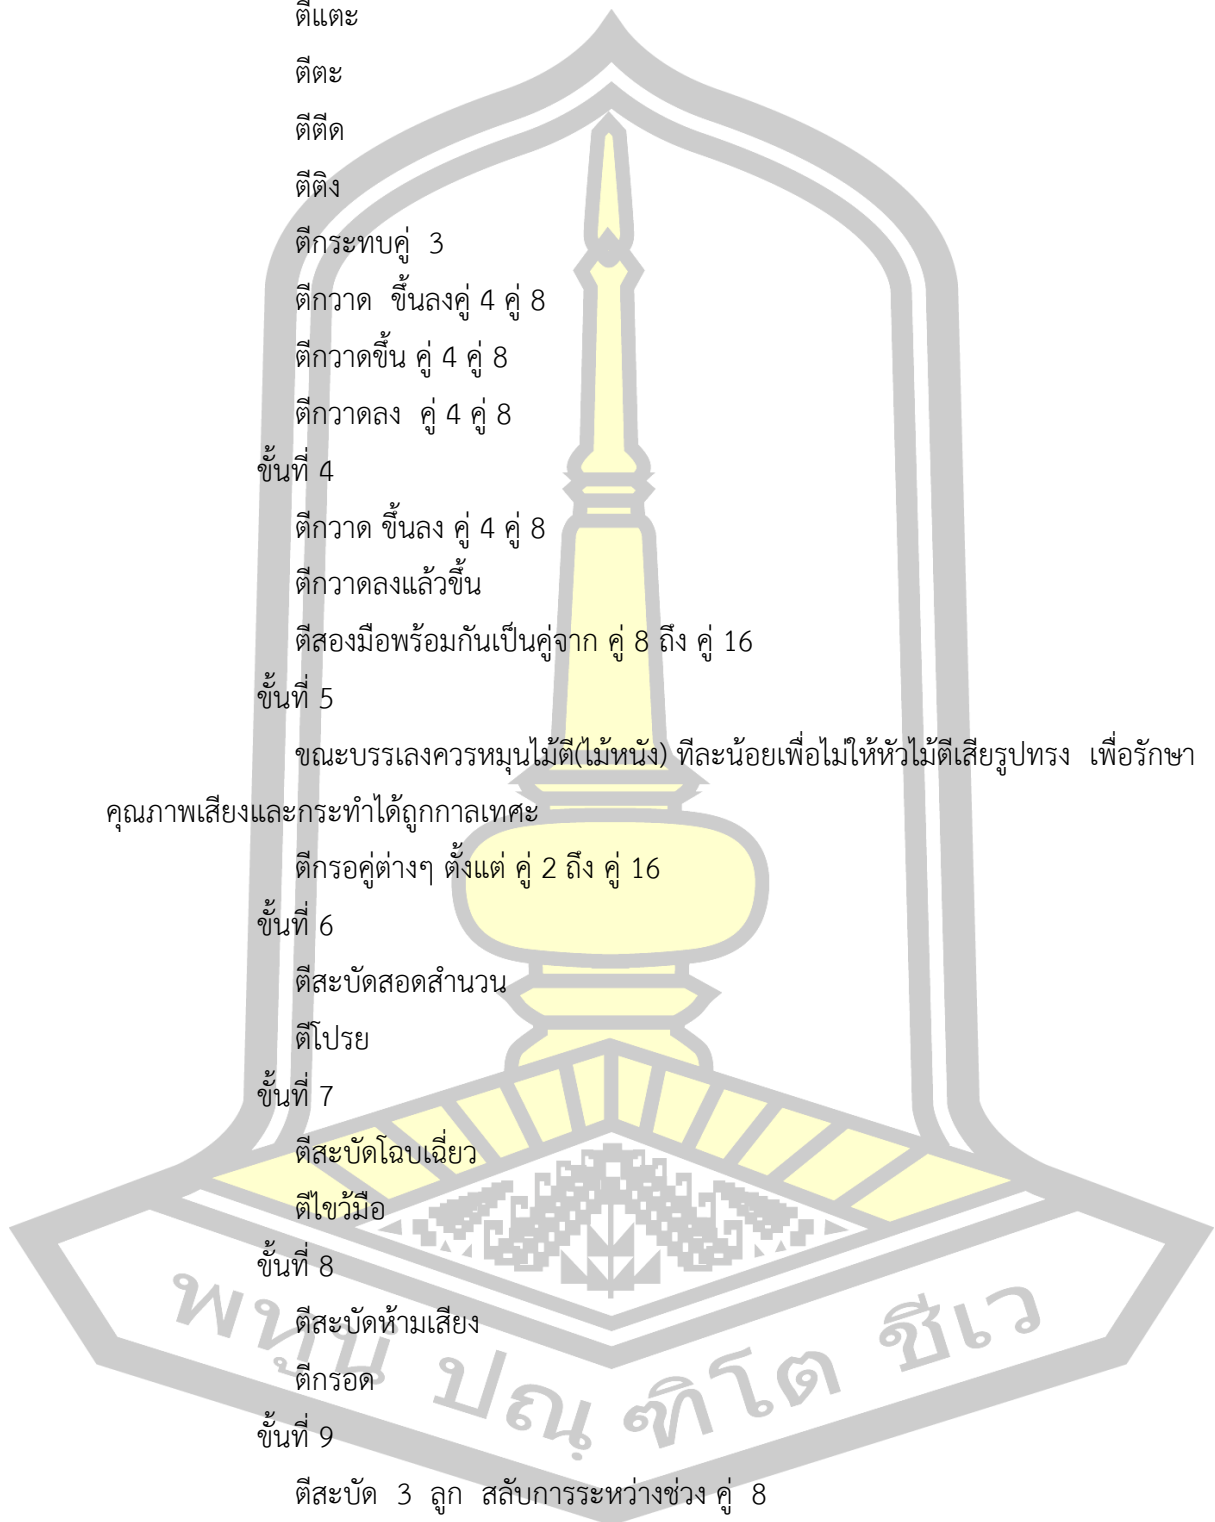 ตีแตะ
ตีตะ
ตีตีด
ตีติง
ตีกระทบคู่ 3
ตีกวาด ขึ้นลงคู่ 4 คู่ 8
ตีกวาดขึ้น คู่ 4 คู่ 8
ตีกวาดลง คู่ 4 คู่ 8
ขั้นที่ 4
ตีกวาด ขึ้นลง คู่ 4 คู่ 8
ตีกวาดลงแล้วขึ้น
ตีสองมือพร้อมกันเป็นคู่จาก คู่ 8 ถึง คู่ 16
ขั้นที่ 5
ขณะบรรเลงควรหมุนไม้ตี(ไม้หนัง) ทีละน้อยเพื่อไม่ให้หัวไม้ตีเสียรูปทรง เพื่อรักษา
คุณภาพเสียงและกระทำได้ถูกกาลเทศะ
ตีกรอคู่ต่างๆ ตั้งแต่ คู่ 2 ถึง คู่ 16
ขั้นที่ 6
ตีสะบัดสอดสำนวน
ตีโปรย
ขั้นที่ 7
ตีสะบัดโฉบเฉี่ยว
ตีไขว้มือ
ขั้นที่ 8
ตีสะบัดห้ามเสียง
ตีกรอด
ขั้นที่ 9
ตีสะบัด 3 ลูก สลับการระหว่างช่วง คู่ 8
พหูนํ ปณฺฑิโต ชีเว